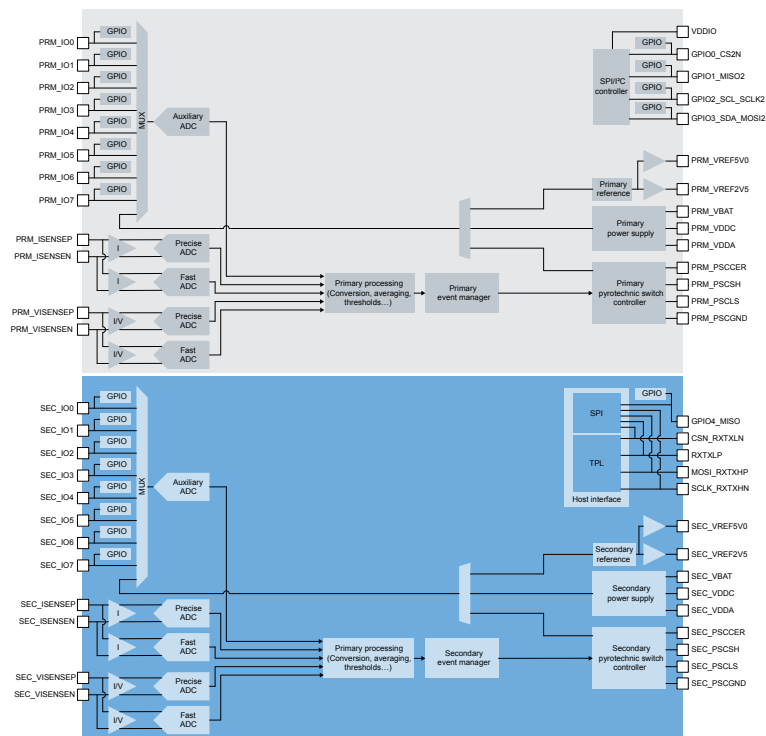 GPIO
PRM_IO0
GPIO
PRM_IO1
GPIO
PRM_IO2
GPIO
PRM_IO3
GPIO
PRM_IO4
GPIO
PRM_IO5
GPIO
PRM_IO6
GPIO
PRM_IO7
MUX
Auxiliary
ADC
VDDIO
GPIO
GPIO0_CS2N
GPIO
GPIO1_MISO2
SPI/I²C
controller
GPIO
GPIO2_SCL_SCLK2
GPIO
GPIO3_SDA_MOSI2
PRM_VREF5V0
Primary
reference
PRM_VREF2V5
Primary
power supply
PRM_VBAT
PRM_VDDC
PRM_VDDA
PRM_ISENSEP
PRM_ISENSEN
I
Precise
ADC
I
Fast
ADC
PRM_VISENSEP
PRM_VISENSEN
I/V
Precise
ADC
I/V
Fast
ADC
Primary processing
(Conversion, averaging,
thresholds...)
Primary
event manager
Primary
pyrotechnic switch
controller
PRM_PSCCER
PRM_PSCSH
PRM_PSCLS
PRM_PSCGND
GPIO
SEC_IO0
GPIO
SEC_IO1
GPIO
SEC_IO2
GPIO
SEC_IO3
GPIO
SEC_IO4
GPIO
SEC_IO5
GPIO
SEC_IO6
GPIO
SEC_IO7
MUX
Auxiliary
ADC
GPIO
SPI
TPL
Host interface
GPIO4_MISO
CSN_RXTXLN
RXTXLP
MOSI_RXTXHP
SCLK_RXTXHN
SEC_VREF5V0
Secondary
reference
SEC_VREF2V5
Secondary
power supply
SEC_VBAT
SEC_VDDC
SEC_VDDA
SEC_ISENSEP
SEC_ISENSEN
I
Precise
ADC
I
Fast
ADC
SEC_VISENSEP
SEC_VISENSEN
I/V
Precise
ADC
I/V
Fast
ADC
Primary processing
(Conversion, averaging,
thresholds...)
Secondary
event manager
Secondary
pyrotechnic switch
controller
SEC_PSCCER
SEC_PSCSH
SEC_PSCLS
SEC_PSCGND